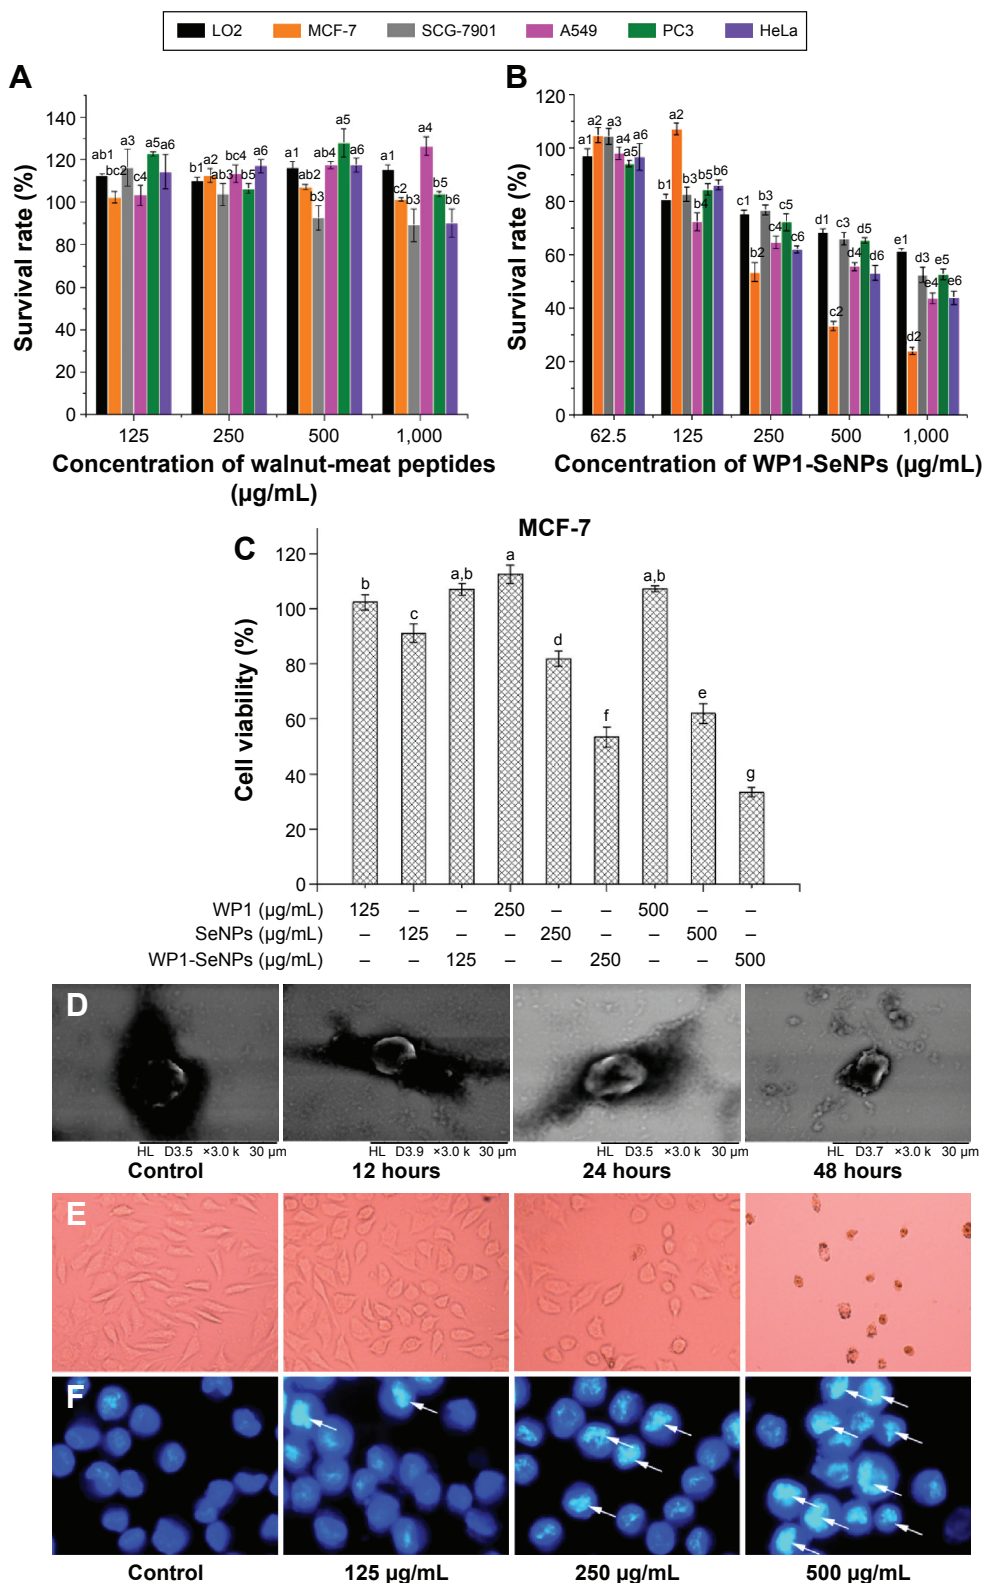 LO2 MCF-7 SCG-7901 A549 PC3 HeLa
A
Survival rate (%)
140
120
100
80
60
40
20
0
ab1 bc2 a3 c4 a5 a6
b1 a2 ab3 bc4 b5 a6
a1 ab2 b3 ab4 a5 a6
a1 c2 b3 a4 b5 b6
125 250 500 1,000
Concentration of walnut-meat peptides
(µg/mL)
B
Survival rate (%)
120
100
80
60
40
20
0
a1 a2 a3 a4 a5 a6
b1 a2 b3 b4 b5 b6
c1 b2 b3 c4 c5 c6
d1 c2 c3 d4 d5 d6
e1 d2 d3 e4 e5 e6
62.5 125 250 500 1,000
Concentration of WP1-SeNPs (µg/mL)
C
MCF-7
Cell viability (%)
120
100
80
60
40
20
0
b c a,b a d f a,b e g
WP1 (µg/mL) 125 – – 250 – – 500 – –
SeNPs (µg/mL) – 125 – – 250 – – 500 –
WP1-SeNPs (µg/mL) – – 125 – – 250 – – 500
D
HL D3.5 ×3.0 k 30 µm
HL D3.9 ×3.0 k 30 µm
HL D3.5 ×3.0 k 30 µm
HL D3.7 ×3.0 k 30 µm
Control 12 hours 24 hours 48 hours
E
F
Control 125 µg/mL 250 µg/mL 500 µg/mL